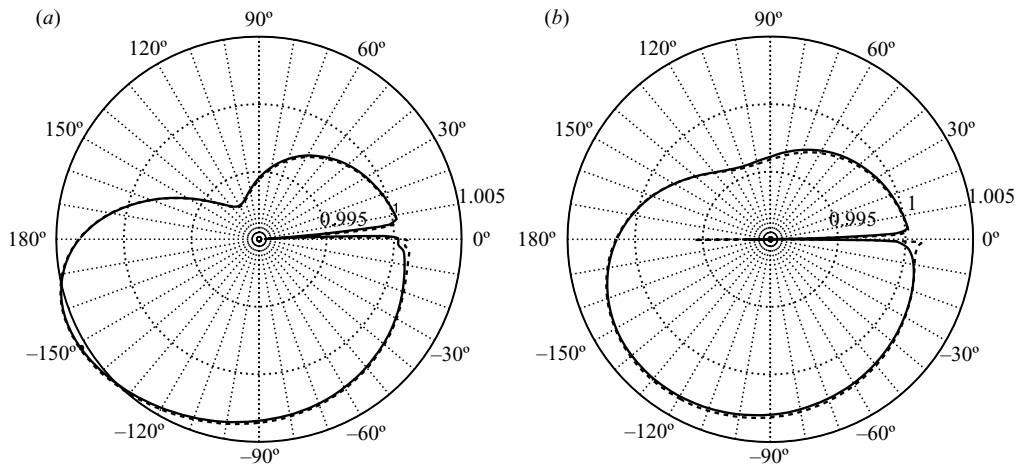 (a) 90º (b) 90º
120º 60º 120º 60º
150º 30º 150º 30º
0.995 1 1.005 0.995 1 1.005
180º 0º 180º 0º
–150º –30º –150º –30º
–120º –60º –120º –60º
–90º –90º